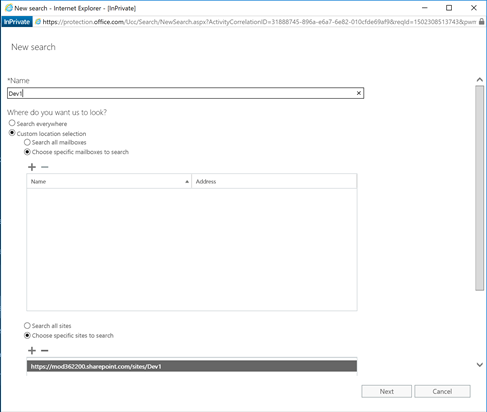 New search - Internet Explorer - [InPrivate]
InPrivate https://protection.office.com/Ucc/Search/NewSearch.aspx?ActivityCorrelationID=31888745-896a-e6a7-6e82-010cfde69af9&reqId=1502308513743&pwm
New search
*Name
Dev1
Where do you want us to look?
Search everywhere
Custom location selection
Search all mailboxes
Choose specific mailboxes to search
Name Address
Search all sites
Choose specific sites to search
https://mod362200.sharepoint.com/sites/Dev1
Next Cancel